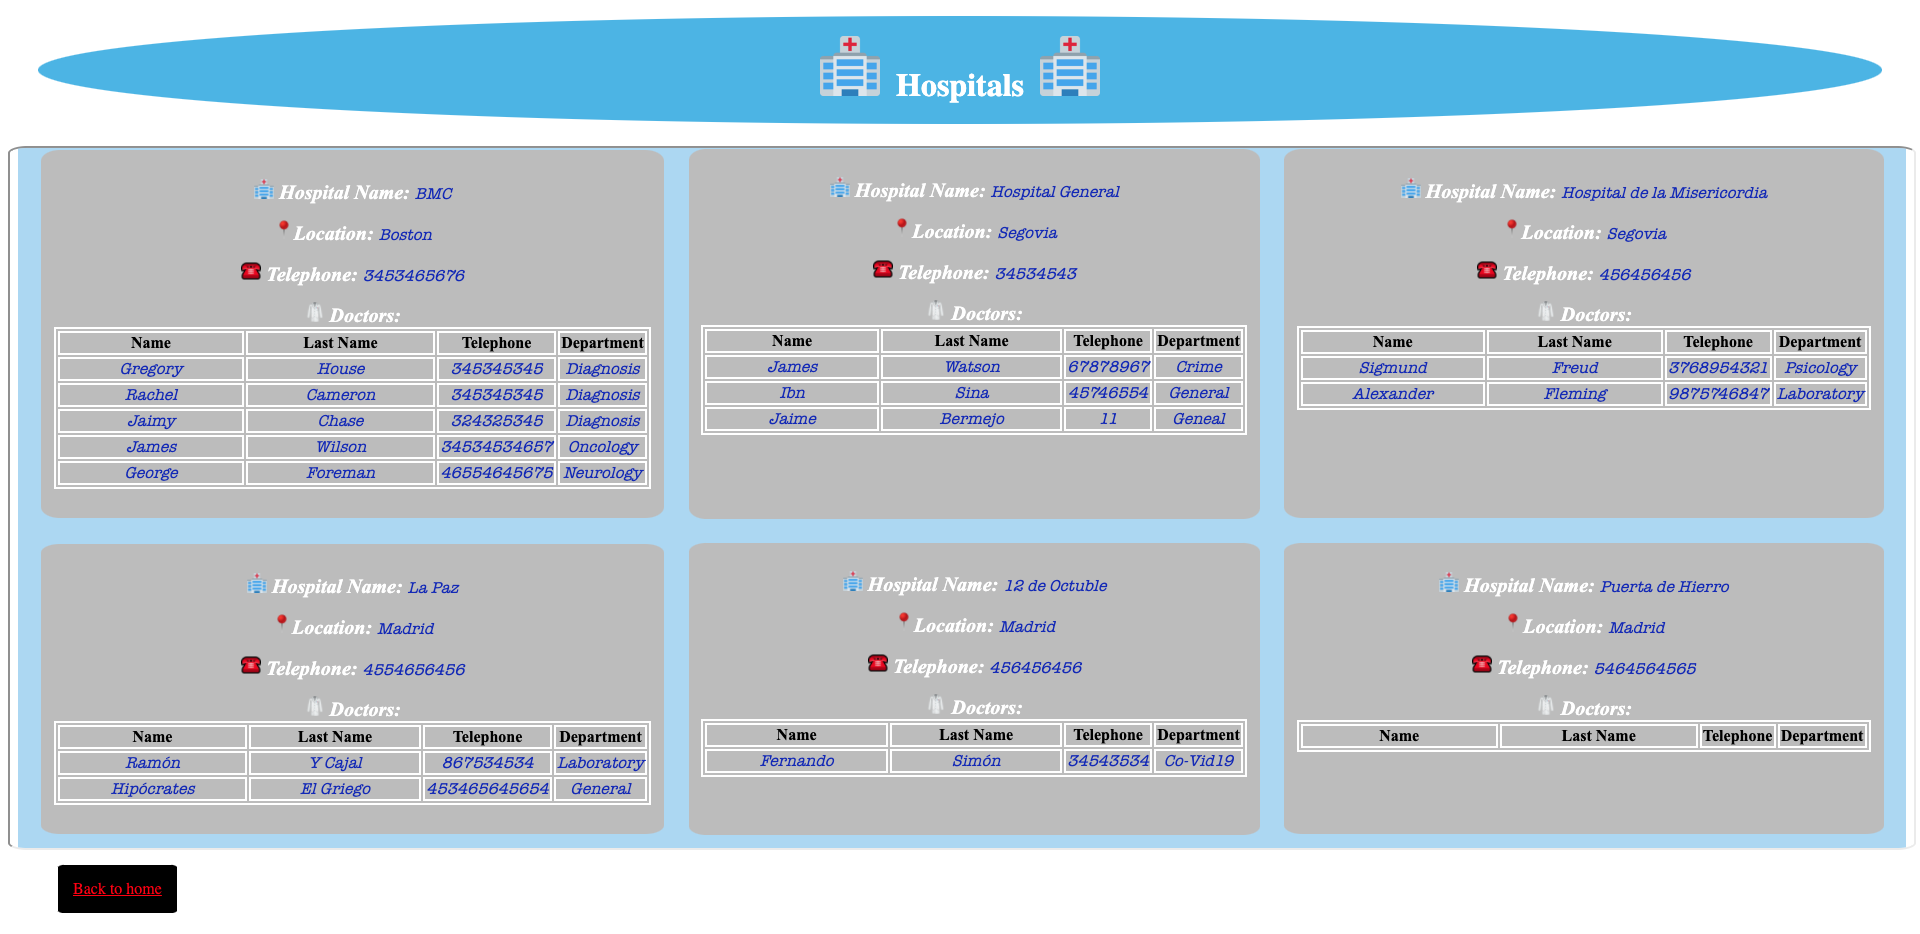 Hospitals
Hospital Name: BMC
Location: Boston
Telephone: 3453465676
Doctors:
Name Last Name Telephone Department
Gregory House 345345345 Diagnosis
Rachel Cameron 345345345 Diagnosis
Jaimy Chase 324325345 Diagnosis
James Wilson 34534534657 Oncology
George Foreman 46554645675 Neurology
Hospital Name: Hospital General
Location: Segovia
Telephone: 34534543
Doctors:
Name Last Name Telephone Department
James Watson 67878967 Crime
Ibn Sina 45746554 General
Jaime Bermejo 11 Geneal
Hospital Name: Hospital de la Misericordia
Location: Segovia
Telephone: 456456456
Doctors:
Name Last Name Telephone Department
Sigmund Freud 3768954321 Psicology
Alexander Fleming 9875746847 Laboratory
Hospital Name: La Paz
Location: Madrid
Telephone: 4554656456
Doctors:
Name Last Name Telephone Department
Ramón Y Cajal 867534534 Laboratory
Hipócrates El Griego 453465645654 General
Hospital Name: 12 de Octuble
Location: Madrid
Telephone: 456456456
Doctors:
Name Last Name Telephone Department
Fernando Simón 34543534 Co-Vid19
Hospital Name: Puerta de Hierro
Location: Madrid
Telephone: 5464564565
Doctors:
Name Last Name Telephone Department
Back to home